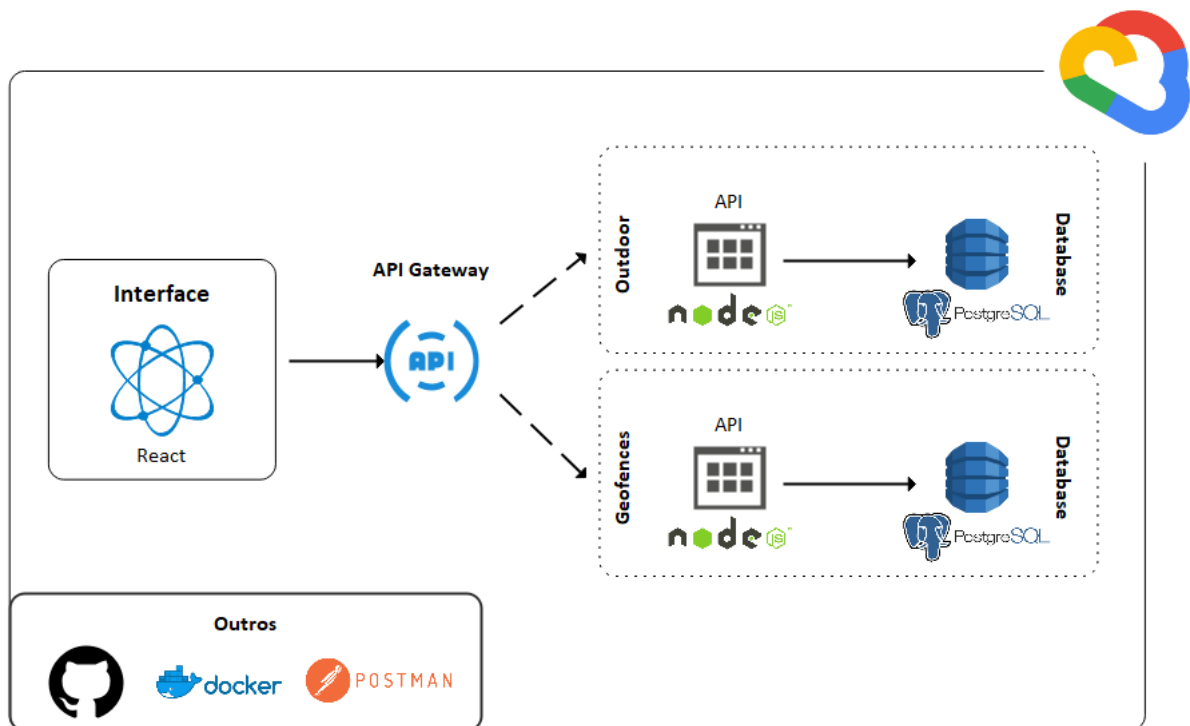 Interface
React
API Gateway
API
Outdoor
API
node js
Database
PostgreSQL
Geofences
API
node js
Database
PostgreSQL
Outros
docker
POSTMAN